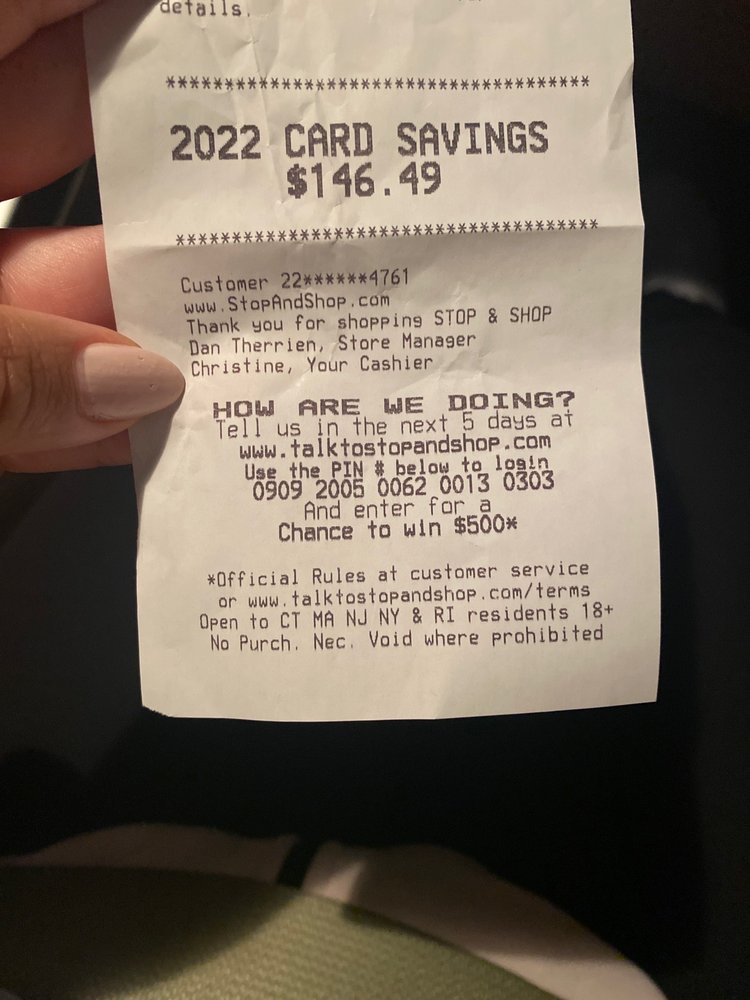 details.
************************************
2022 CARD SAVINGS
$146.49
************************************
Customer 22******4761
www.StopAndShop.com
Thank you for shopping STOP & SHOP
Dan Therrien, Store Manager
Christine, Your Cashier
HOW ARE WE DOING?
Tell us in the next 5 days at
www.talktostopandshop.com
Use the PIN # below to login
0909 2005 0062 0013 0303
And enter for a
Chance to win $500*
*Official Rules at customer service
or www.talktostopandshop.com/terms
Open to CT MA NJ NY & RI residents 18+
No Purch. Nec. Void where prohibited